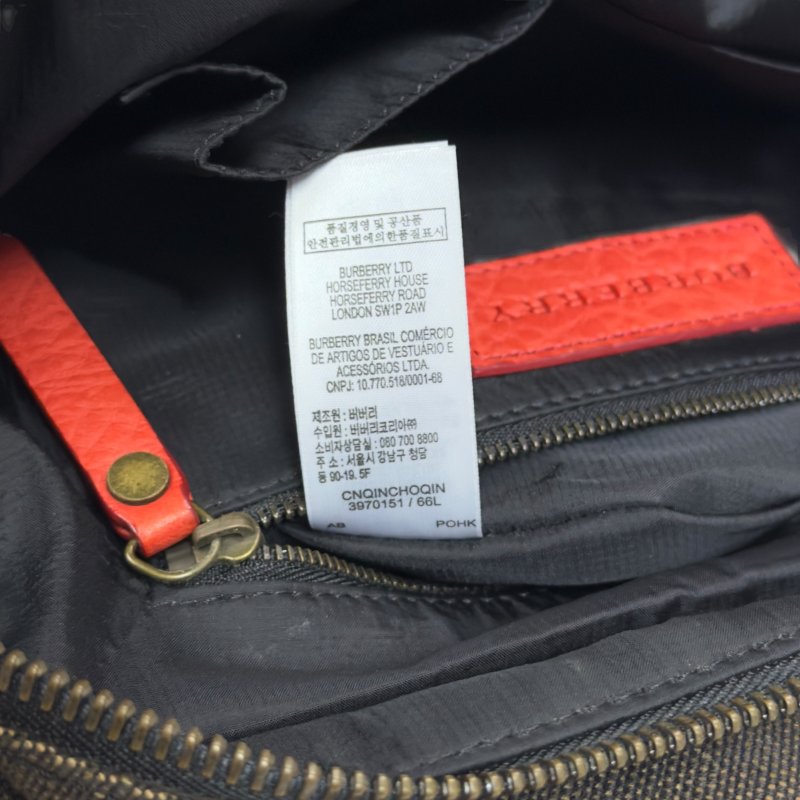 품질경영 및 공산품
안전관리법에의한품질표시
BURBERRY LTD
HORSEFERRY HOUSE
HORSEFERRY ROAD
LONDON SW1P 2AW
BURBERRY BRASIL COMÉRCIO
DE ARTIGOS DE VESTUÁRIO E
ACESSÓRIOS LTDA.
CNPJ: 10.770.518/0001-68
제조원 : 버버리
수입원 : 버버리코리아㈜
소비자상담실 : 080 700 8800
주 소 : 서울시 강남구 청담
동 90-19. 5F
CNQINCHOQIN
3970151 / 66L
AB POHK
BURBERRY